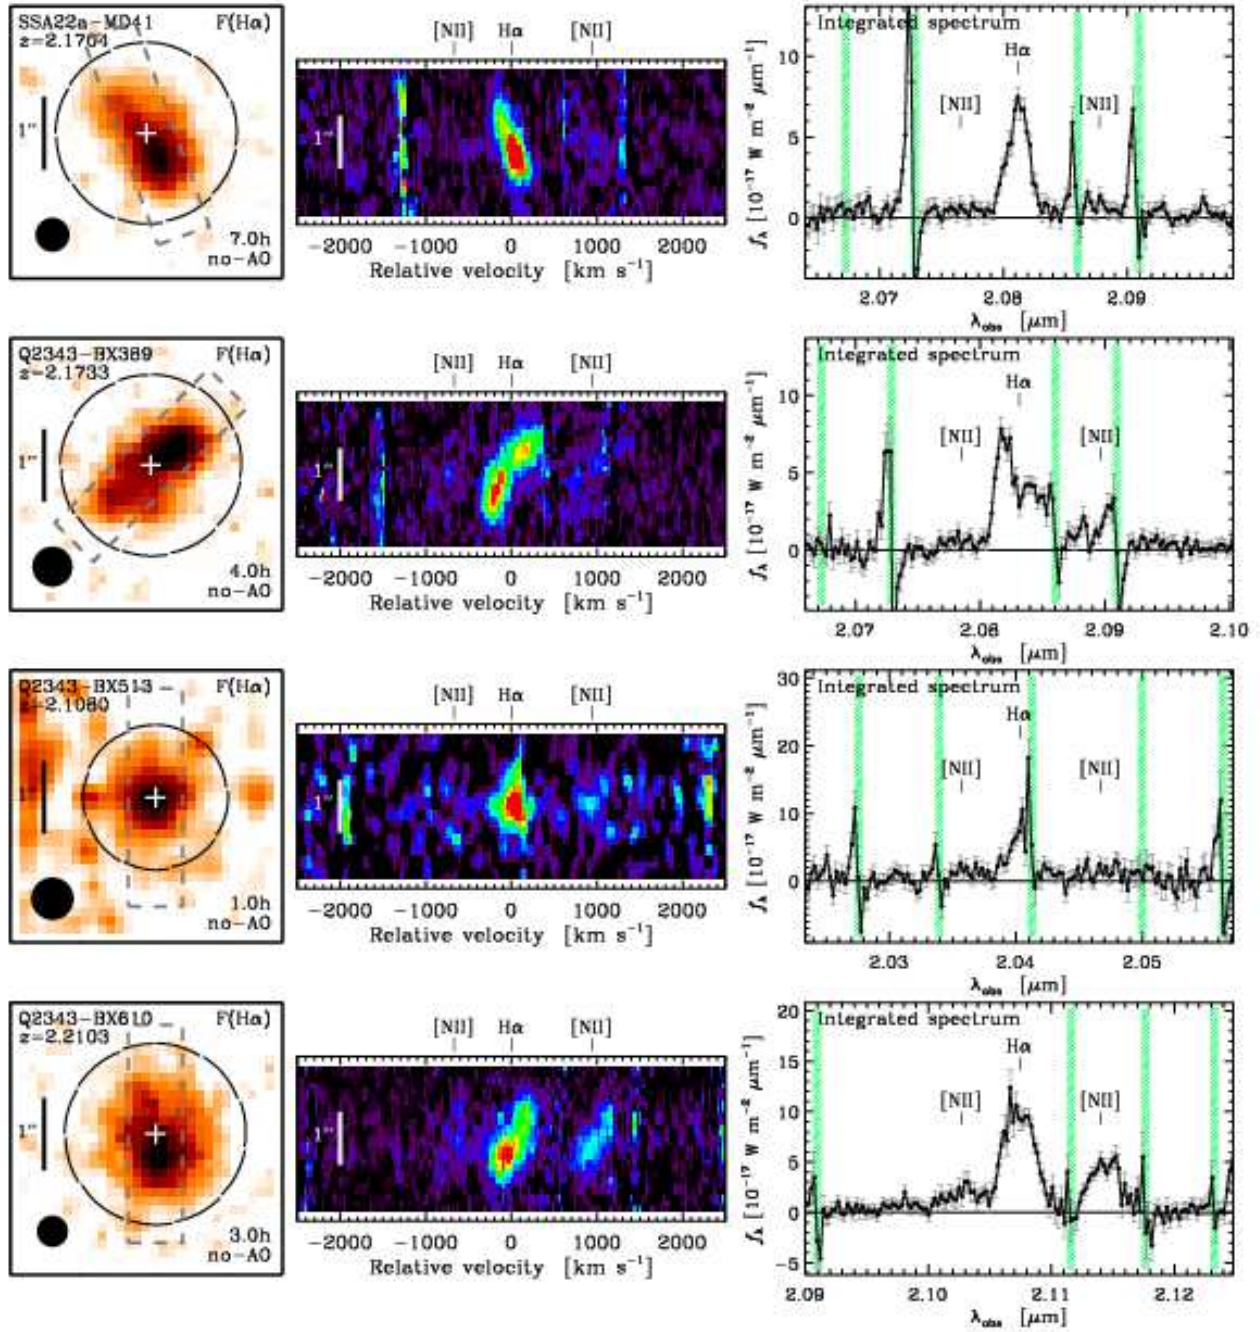 SSA22a-MD41 F(Hα)
z=2.1704
1"
7.0h
no-AO
[NII] Hα [NII]
1"
-2000 -1000 0 1000 2000
Relative velocity [km s⁻¹]
Integrated spectrum
Hα
[NII] [NII]
10
5
0
fλ [10⁻¹⁷ W m⁻² μm⁻¹]
2.07 2.08 2.09
λobs [μm]
Q2343-BX389 F(Hα)
z=2.1733
1"
4.0h
no-AO
[NII] Hα [NII]
1"
-2000 -1000 0 1000 2000
Relative velocity [km s⁻¹]
Integrated spectrum
Hα
[NII] [NII]
10
5
0
fλ [10⁻¹⁷ W m⁻² μm⁻¹]
2.07 2.08 2.09 2.10
λobs [μm]
Q2343-BX513 F(Hα)
z=2.1080
1"
1.0h
no-AO
[NII] Hα [NII]
1"
-2000 -1000 0 1000 2000
Relative velocity [km s⁻¹]
Integrated spectrum
Hα
[NII] [NII]
30
20
10
0
fλ [10⁻¹⁷ W m⁻² μm⁻¹]
2.03 2.04 2.05
λobs [μm]
Q2343-BX610 F(Hα)
z=2.2103
1"
3.0h
no-AO
[NII] Hα [NII]
1"
-2000 -1000 0 1000 2000
Relative velocity [km s⁻¹]
Integrated spectrum
Hα
[NII] [NII]
20
15
10
5
0
-5
fλ [10⁻¹⁷ W m⁻² μm⁻¹]
2.09 2.10 2.11 2.12
λobs [μm]